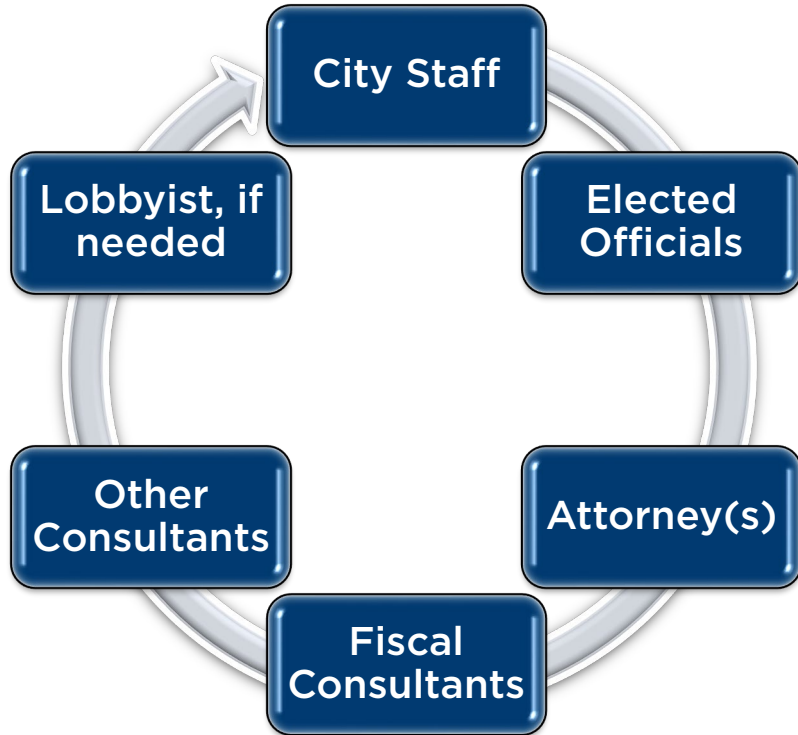 City Staff
Elected
Officials
Attorney(s)
Fiscal
Consultants
Other
Consultants
Lobbyist, if
needed